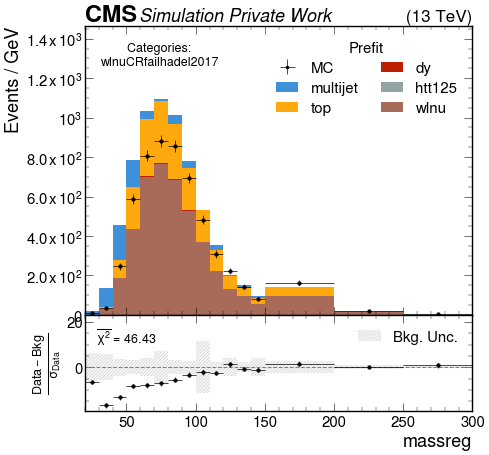 CMS Simulation Private Work (13 TeV)
Events / GeV
1.4 x 10³
1.2 x 10³
10³
8.0 x 10²
6.0 x 10²
4.0 x 10²
2.0 x 10²
0
Categories:
wlnuCRfailhadel2017
Prefit
MC
multijet
top
dy
htt125
wlnu
Data − Bkg
σData
20
0
χ² = 46.43
Bkg. Unc.
50 100 150 200 250 300
massreg